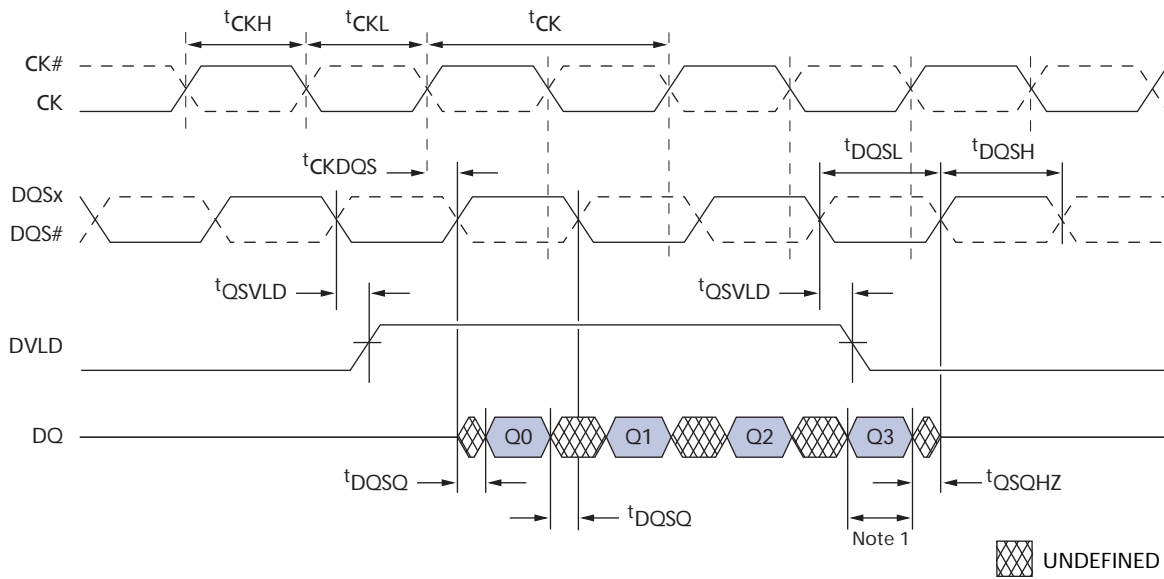 tCKH tCKL tCK
CK#
CK
tCKDQS tDQSL tDQSH
DQSx
DQS#
tQSVLD tQSVLD
DVLD
DQ Q0 Q1 Q2 Q3
tDQSQ tQSQHZ
tDQSQ
Note 1
UNDEFINED